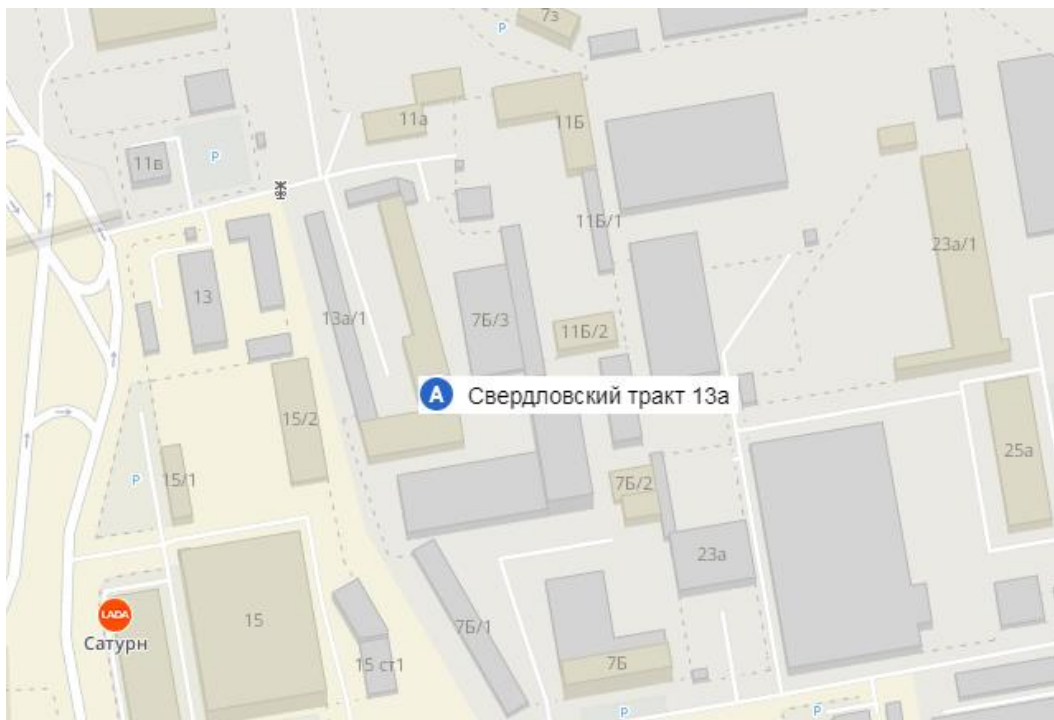 7з
P
11а
11Б
11в
P
11Б/1
23а/1
13
13а/1
7Б/3
11Б/2
А Свердловский тракт 13а
15/2
25а
P
15/1
7Б/2
23а
LADA
Сатурн
15
7Б/1
15 ст1
7Б
P
P